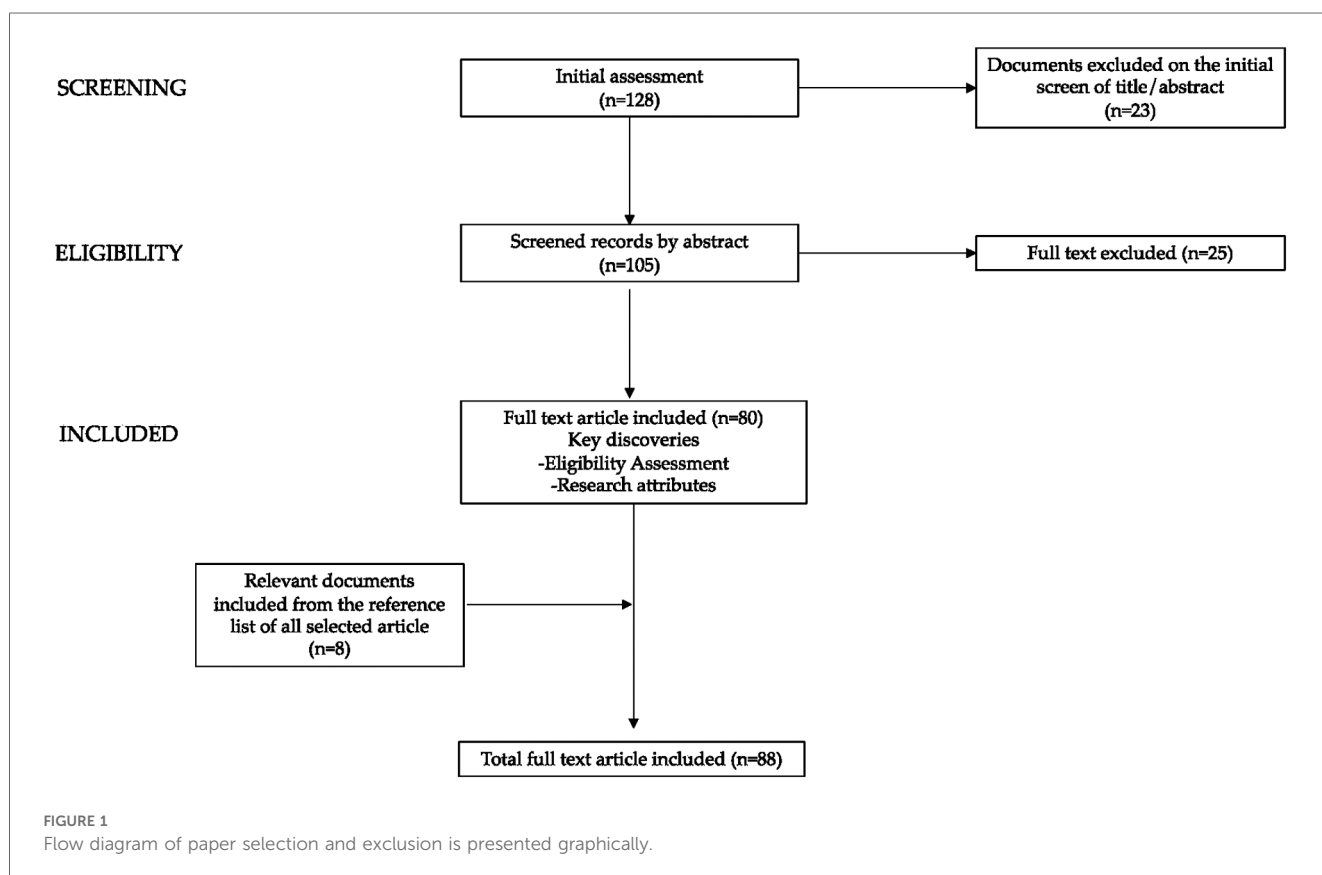 SCREENING
Initial assessment
(n=128)
Documents excluded on the initial
screen of title/abstract
(n=23)
ELIGIBILITY
Screened records by abstract
(n=105)
Full text excluded (n=25)
INCLUDED
Full text article included (n=80)
Key discoveries
-Eligibility Assessment
-Research attributes
Relevant documents
included from the reference
list of all selected article
(n=8)
Total full text article included (n=88)
FIGURE 1
Flow diagram of paper selection and exclusion is presented graphically.